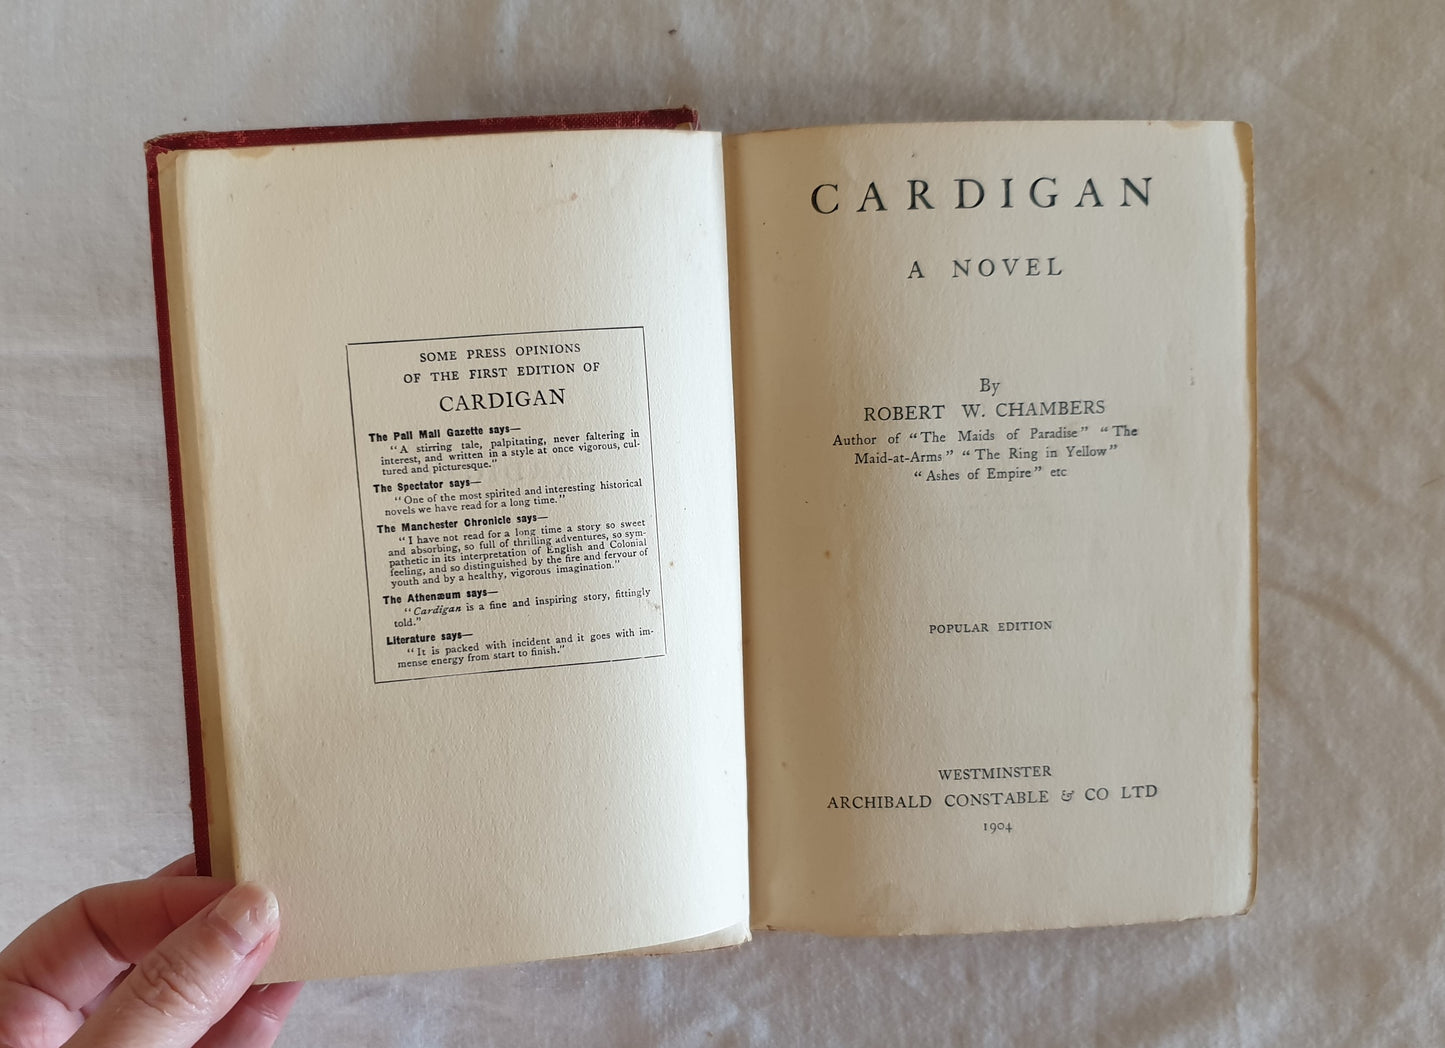 SOME PRESS OPINIONS
OF THE FIRST EDITION OF
CARDIGAN
The Pall Mall Gazette says—
"A stirring tale, palpitating, never faltering in
interest, and written in a style at once vigorous, cul-
tured and picturesque."
The Spectator says—
"One of the most spirited and interesting historical
novels we have read for a long time."
The Manchester Chronicle says—
"I have not read for a long time a story so sweet
and absorbing, so full of thrilling adventures, so sym-
pathetic in its interpretation of English and Colonial
feeling, and so distinguished by the fire and fervour of
youth and by a healthy, vigorous imagination."
The Athenæum says—
"Cardigan is a fine and inspiring story, fittingly
told."
Literature says—
"It is packed with incident and it goes with im-
mense energy from start to finish."
CARDIGAN
A NOVEL
By
ROBERT W. CHAMBERS
Author of "The Maids of Paradise" "The
Maid-at-Arms" "The Ring in Yellow"
"Ashes of Empire" etc
POPULAR EDITION
WESTMINSTER
ARCHIBALD CONSTABLE & CO LTD
1904